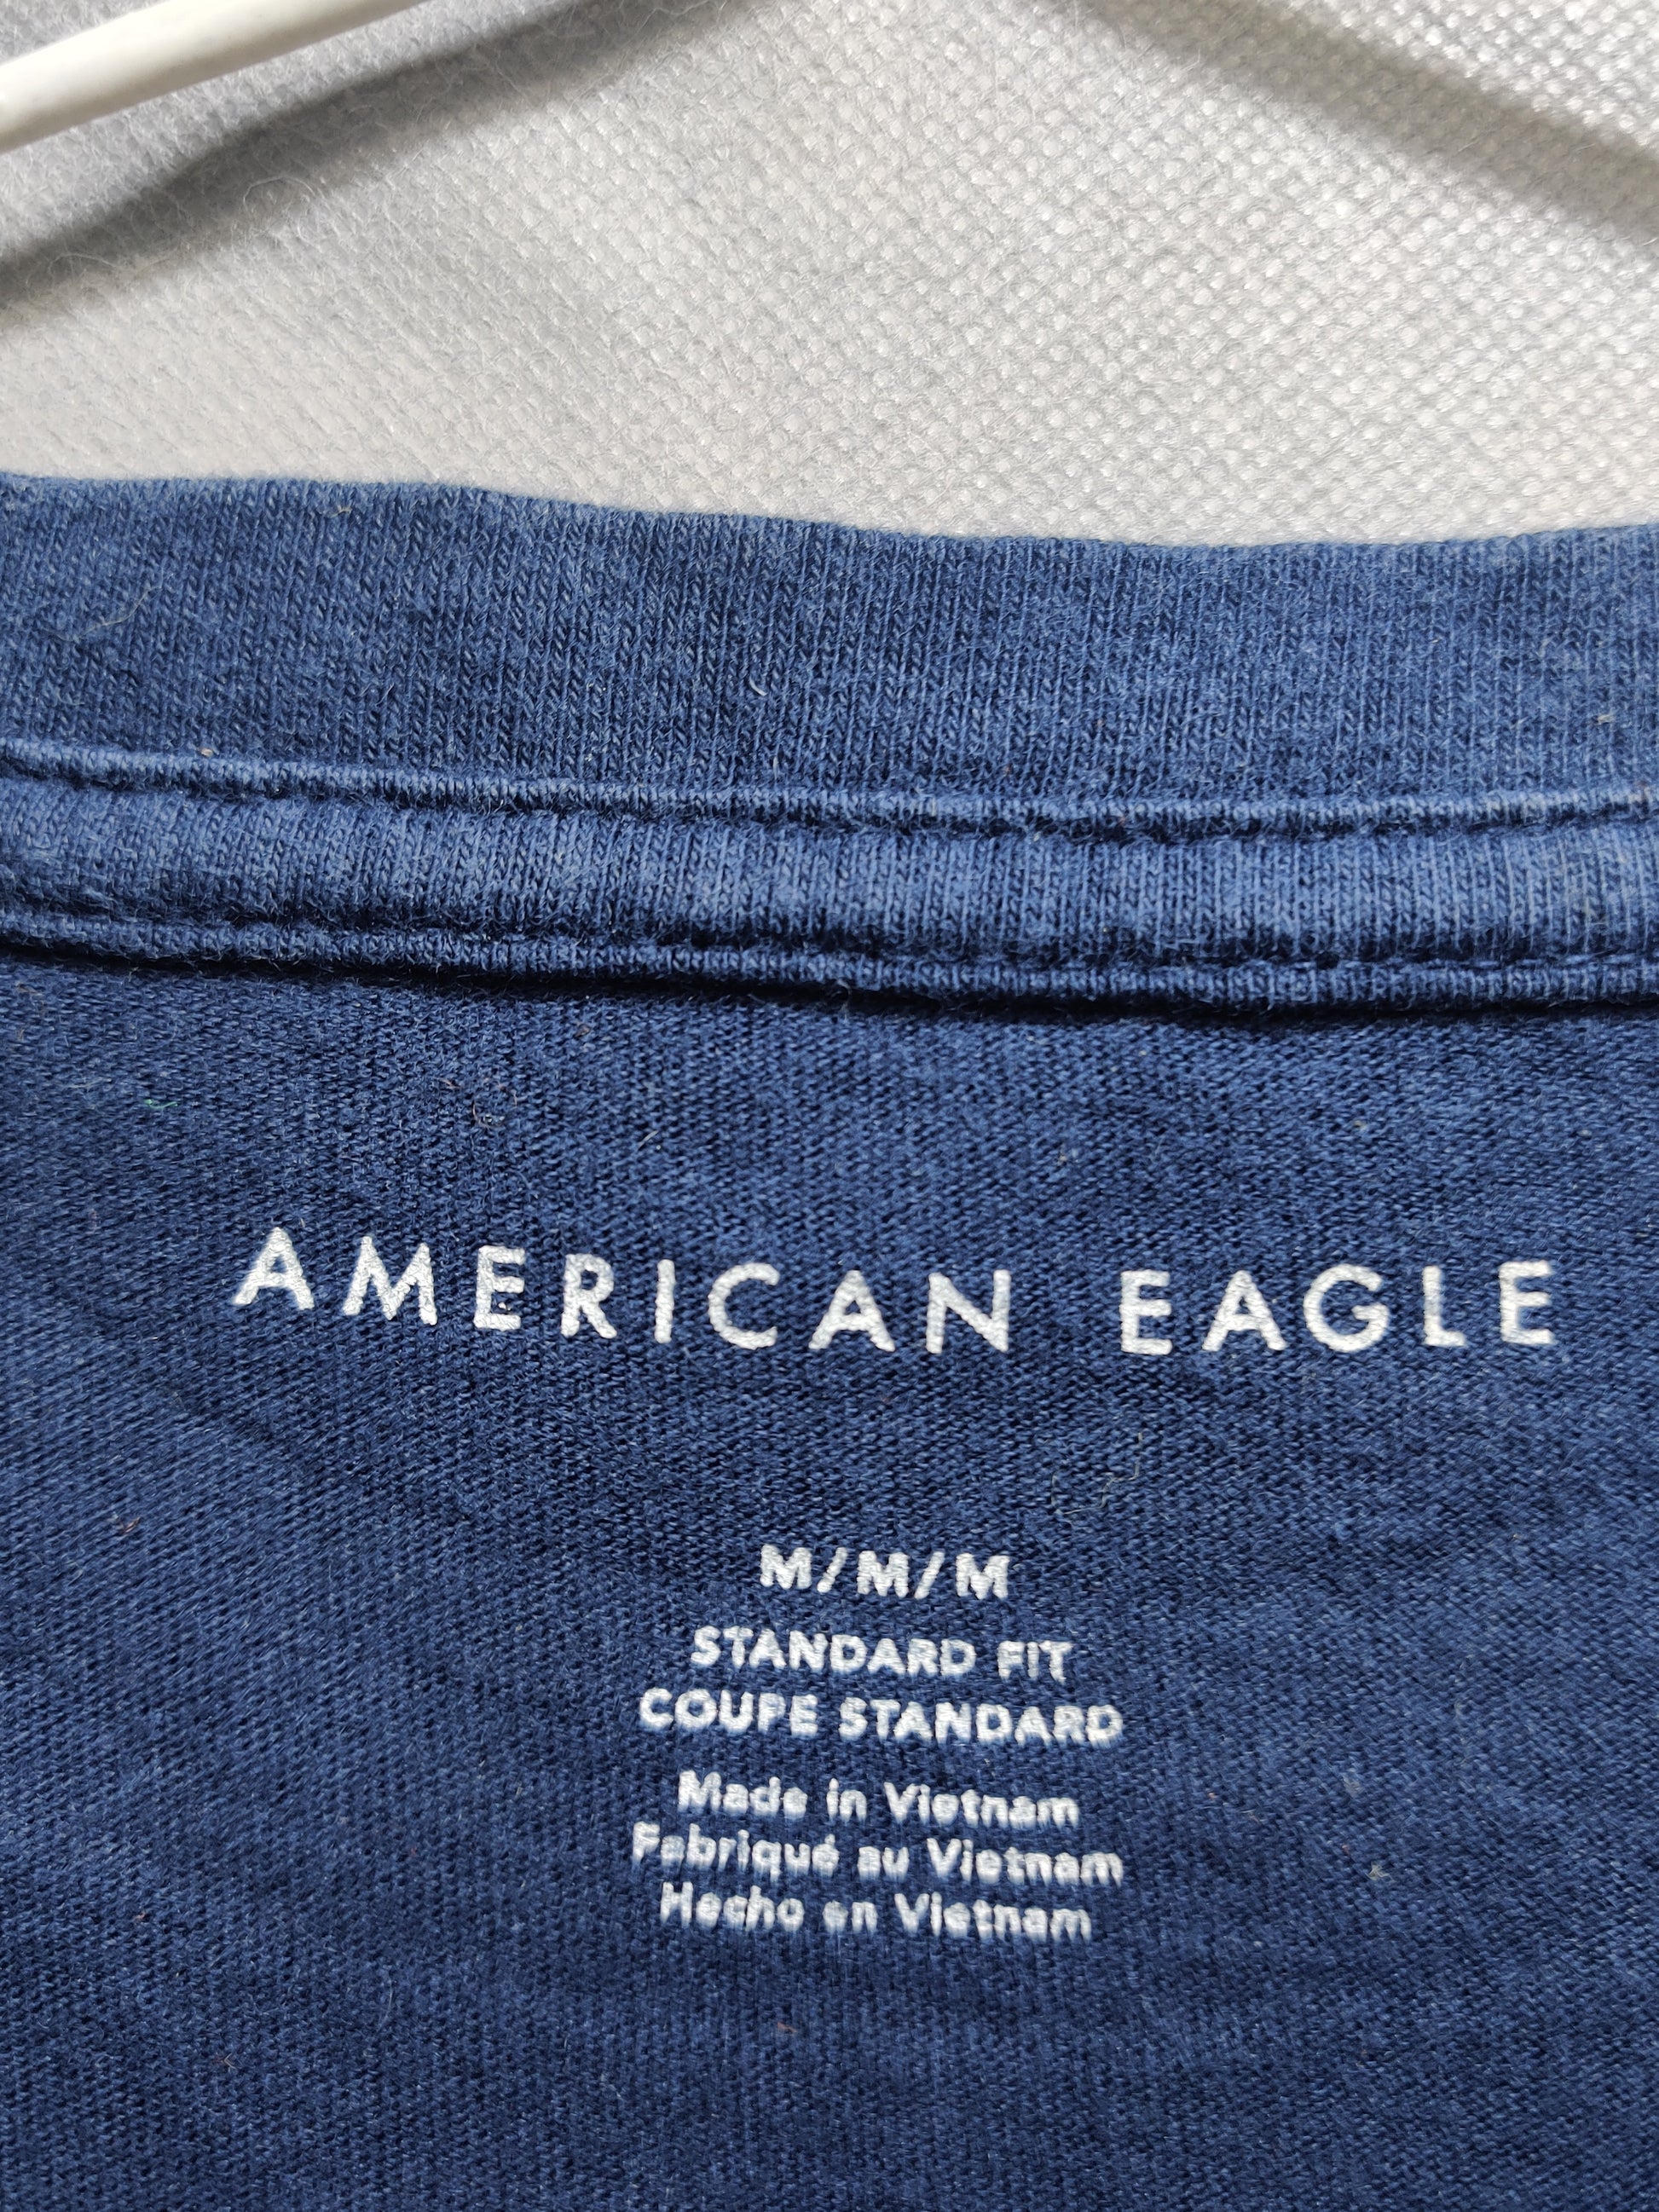 AMERICAN EAGLE
M/M/M
STANDARD FIT
COUPE STANDARD
Made in Vietnam
Fabriqué au Vietnam
Hecho en Vietnam